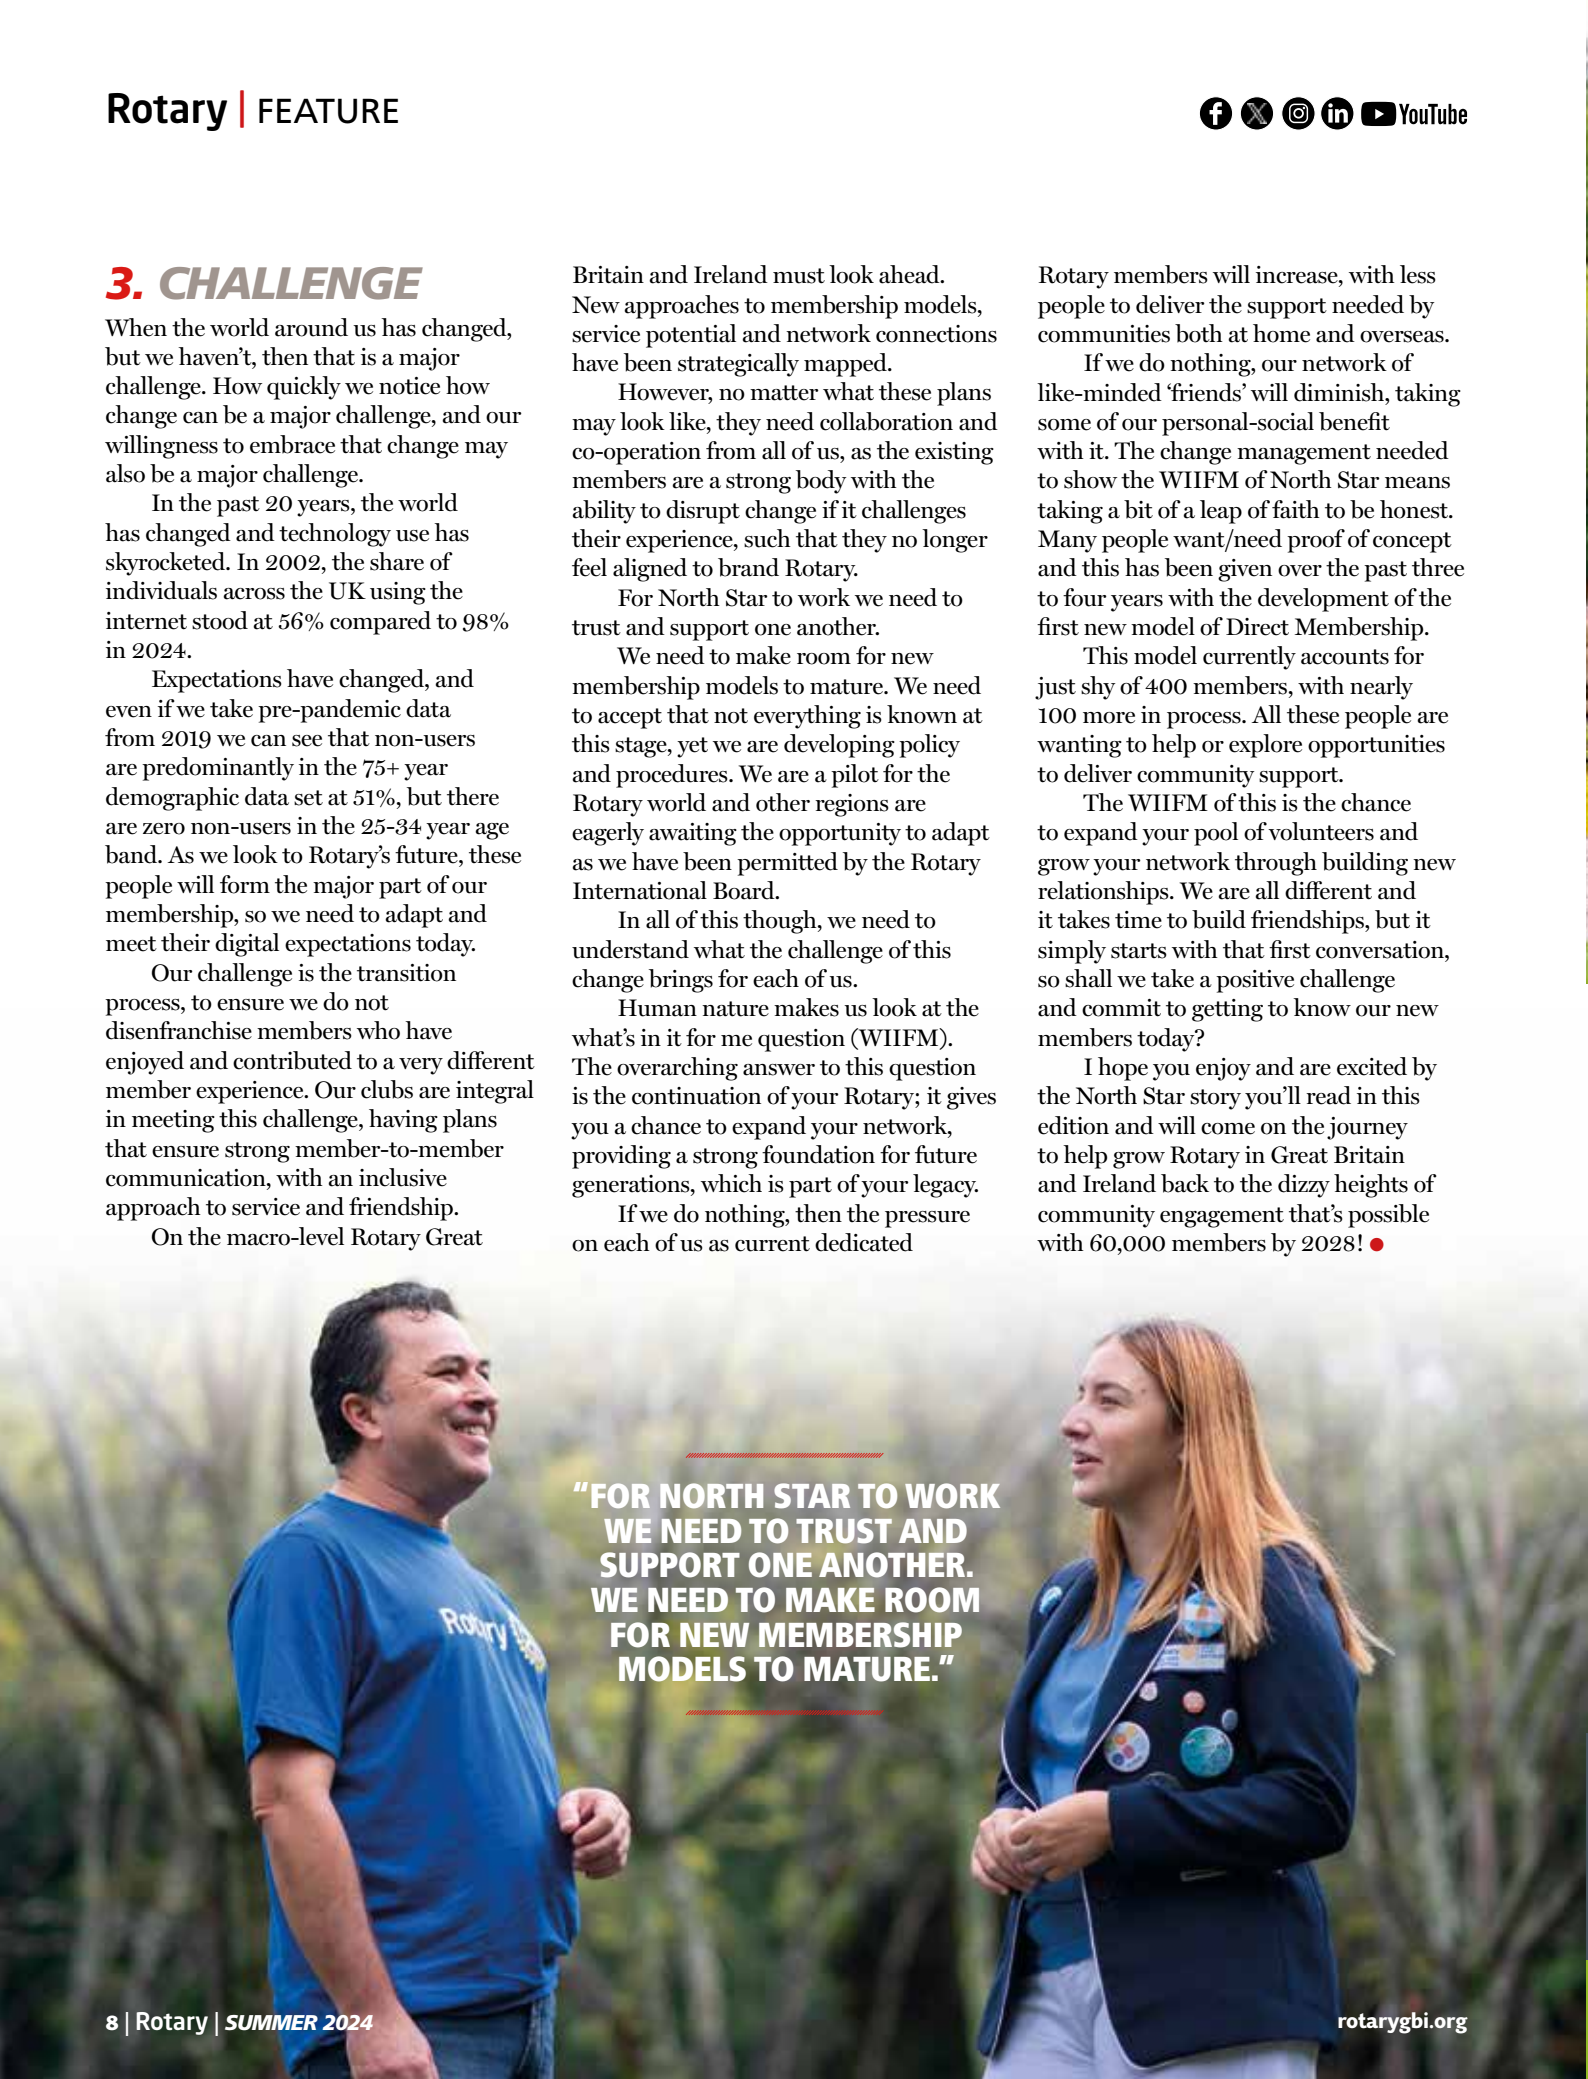 Rotary | FEATURE
YouTube
3. CHALLENGE
When the world around us has changed,
but we haven’t, then that is a major
challenge. How quickly we notice how
change can be a major challenge, and our
willingness to embrace that change may
also be a major challenge.
In the past 20 years, the world
has changed and technology use has
skyrocketed. In 2002, the share of
individuals across the UK using the
internet stood at 56% compared to 98%
in 2024.
Expectations have changed, and
even if we take pre-pandemic data
from 2019 we can see that non-users
are predominantly in the 75+ year
demographic data set at 51%, but there
are zero non-users in the 25-34 year age
band. As we look to Rotary’s future, these
people will form the major part of our
membership, so we need to adapt and
meet their digital expectations today.
Our challenge is the transition
process, to ensure we do not
disenfranchise members who have
enjoyed and contributed to a very different
member experience. Our clubs are integral
in meeting this challenge, having plans
that ensure strong member-to-member
communication, with an inclusive
approach to service and friendship.
On the macro-level Rotary Great
Britain and Ireland must look ahead.
New approaches to membership models,
service potential and network connections
have been strategically mapped.
However, no matter what these plans
may look like, they need collaboration and
co-operation from all of us, as the existing
members are a strong body with the
ability to disrupt change if it challenges
their experience, such that they no longer
feel aligned to brand Rotary.
For North Star to work we need to
trust and support one another.
We need to make room for new
membership models to mature. We need
to accept that not everything is known at
this stage, yet we are developing policy
and procedures. We are a pilot for the
Rotary world and other regions are
eagerly awaiting the opportunity to adapt
as we have been permitted by the Rotary
International Board.
In all of this though, we need to
understand what the challenge of this
change brings for each of us.
Human nature makes us look at the
what’s in it for me question (WIIFM).
The overarching answer to this question
is the continuation of your Rotary; it gives
you a chance to expand your network,
providing a strong foundation for future
generations, which is part of your legacy.
If we do nothing, then the pressure
on each of us as current dedicated
Rotary members will increase, with less
people to deliver the support needed by
communities both at home and overseas.
If we do nothing, our network of
like-minded ‘friends’ will diminish, taking
some of our personal-social benefit
with it. The change management needed
to show the WIIFM of North Star means
taking a bit of a leap of faith to be honest.
Many people want/need proof of concept
and this has been given over the past three
to four years with the development of the
first new model of Direct Membership.
This model currently accounts for
just shy of 400 members, with nearly
100 more in process. All these people are
wanting to help or explore opportunities
to deliver community support.
The WIIFM of this is the chance
to expand your pool of volunteers and
grow your network through building new
relationships. We are all different and
it takes time to build friendships, but it
simply starts with that first conversation,
so shall we take a positive challenge
and commit to getting to know our new
members today?
I hope you enjoy and are excited by
the North Star story you’ll read in this
edition and will come on the journey
to help grow Rotary in Great Britain
and Ireland back to the dizzy heights of
community engagement that’s possible
with 60,000 members by 2028!
“FOR NORTH STAR TO WORK
WE NEED TO TRUST AND
SUPPORT ONE ANOTHER.
WE NEED TO MAKE ROOM
FOR NEW MEMBERSHIP
MODELS TO MATURE.”
Rotary
8 | Rotary | SUMMER 2024
rotarygbi.org